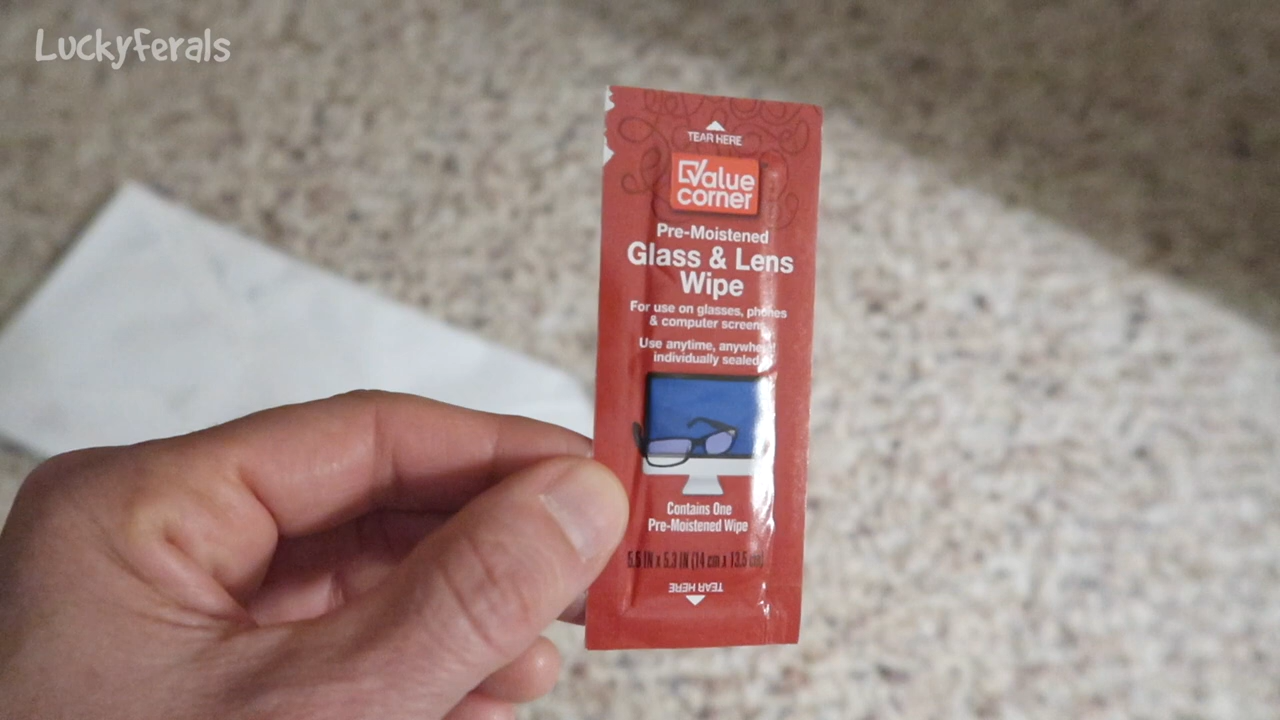 LuckyFerals
TEAR HERE
Value
corner
Pre-Moistened
Glass & Lens
Wipe
For use on glasses, phones
& computer screens
Use anytime, anywhere
individually sealed
Contains One
Pre-Moistened Wipe
5.5 IN x 5.3 IN (14 cm x 13.5 cm)
TEAR HERE